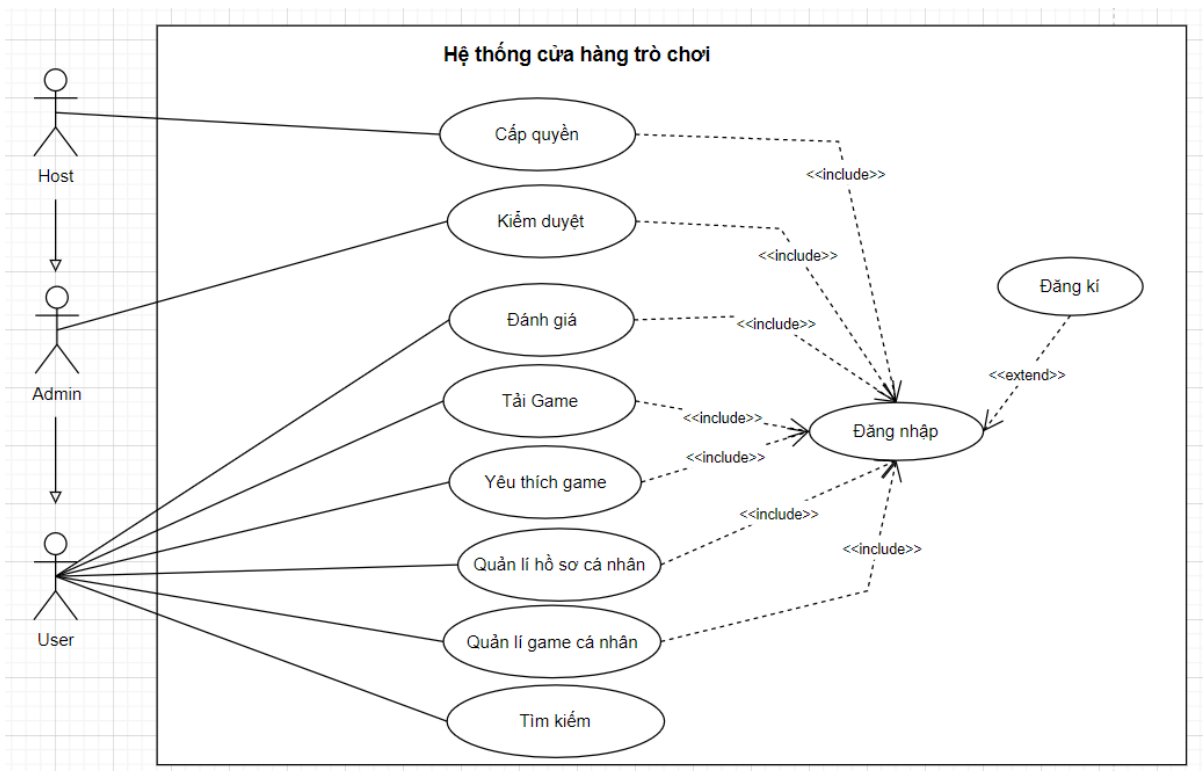 Hệ thống cửa hàng trò chơi
Host
Cấp quyền
<<include>>
Kiểm duyệt
<<include>>
Đăng kí
Admin
Đánh giá
<<include>>
<<extend>>
Tải Game
<<include>>
Đăng nhập
Yêu thích game
<<include>>
User
Quản lí hồ sơ cá nhân
<<include>>
<<include>>
Quản lí game cá nhân
Tìm kiếm